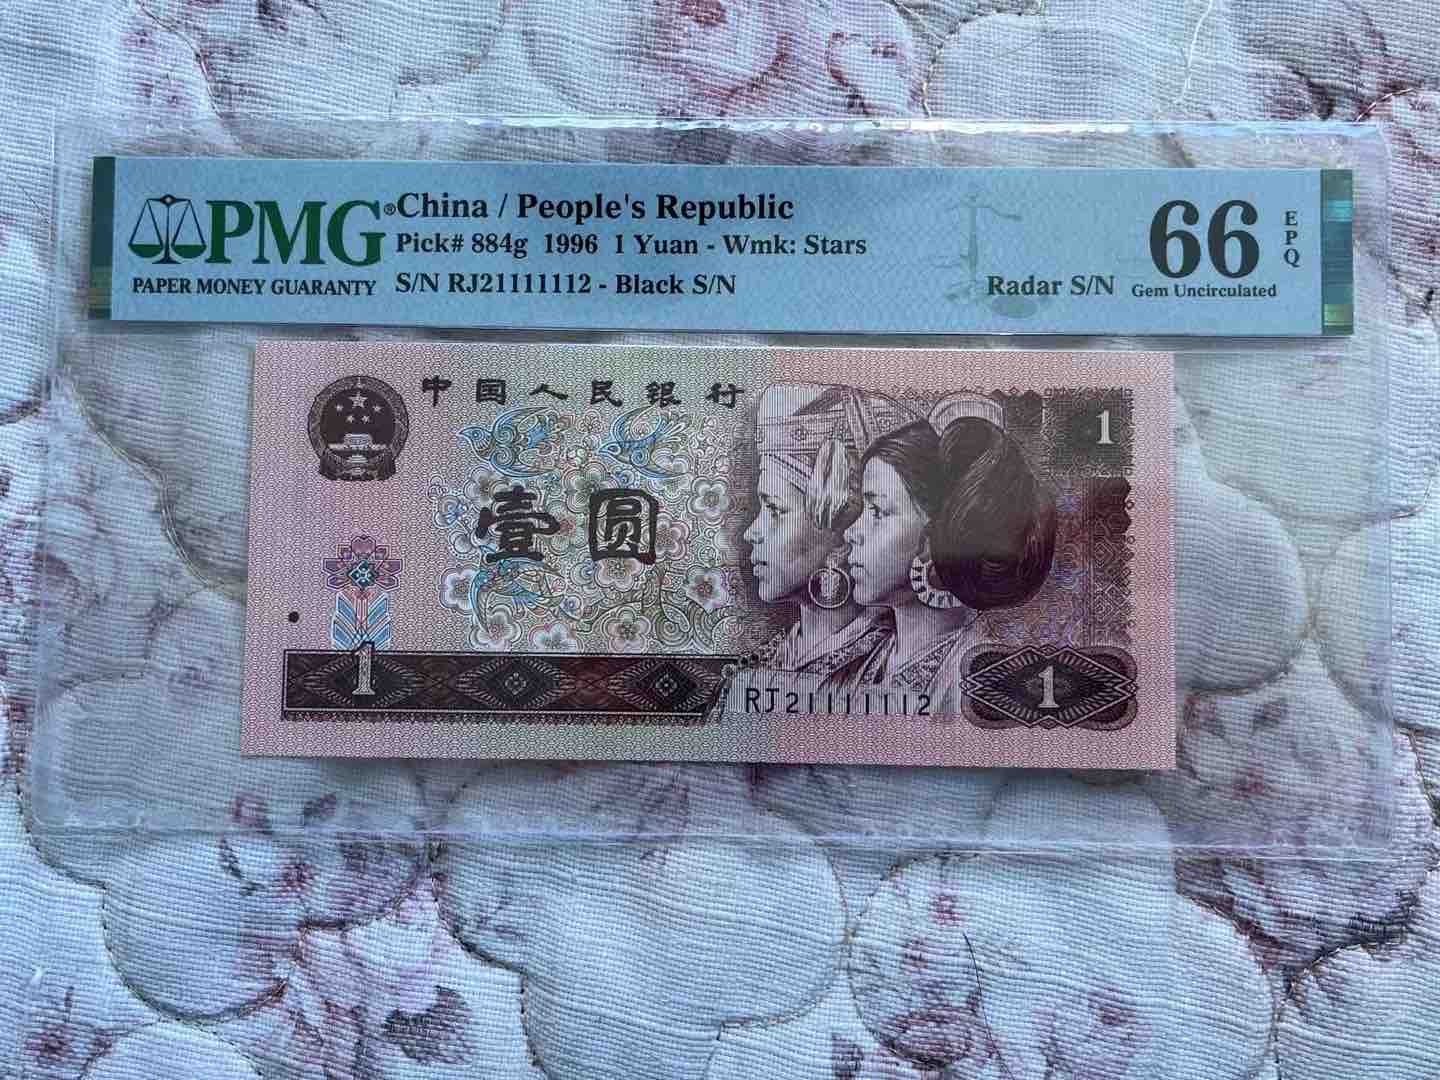 PMG®
PAPER MONEY GUARANTY
China / People's Republic
Pick# 884g 1996 1 Yuan - Wmk: Stars
S/N RJ21111112 - Black S/N
Radar S/N
66
EPQ
Gem Uncirculated
中国人民银行
1
壹圆
1
RJ21111112
1